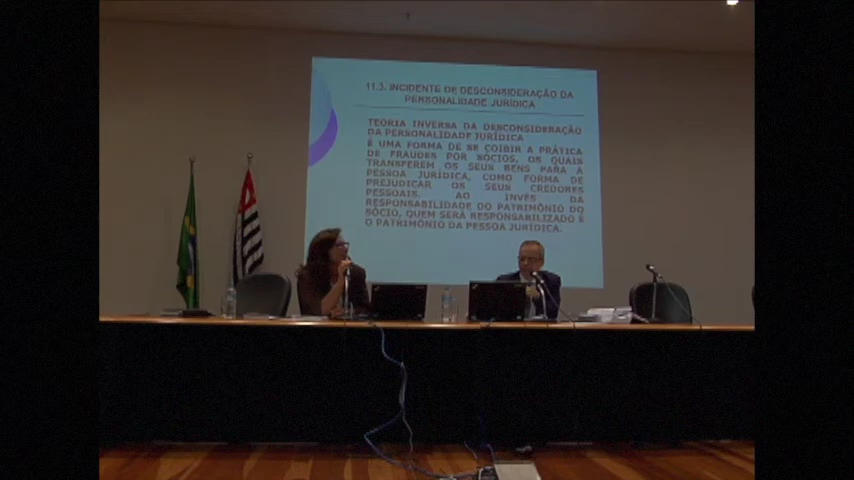 11.3. INCIDENTE DE DESCONSIDERAÇÃO DA
PERSONALIDADE JURÍDICA
TEORIA INVERSA DA DESCONSIDERAÇÃO
DA PERSONALIDADE JURÍDICA
É UMA FORMA DE SE COIBIR A PRÁTICA
DE FRAUDES POR SÓCIOS, OS QUAIS
TRANSFEREM OS SEUS BENS PARA A
PESSOA JURÍDICA, COMO FORMA DE
PREJUDICAR OS SEUS CREDORES
PESSOAIS. AO INVÉS DA
RESPONSABILIDADE DO PATRIMÔNIO DO
SÓCIO, QUEM SERÁ RESPONSABILIZADO É
O PATRIMÔNIO DA PESSOA JURÍDICA.